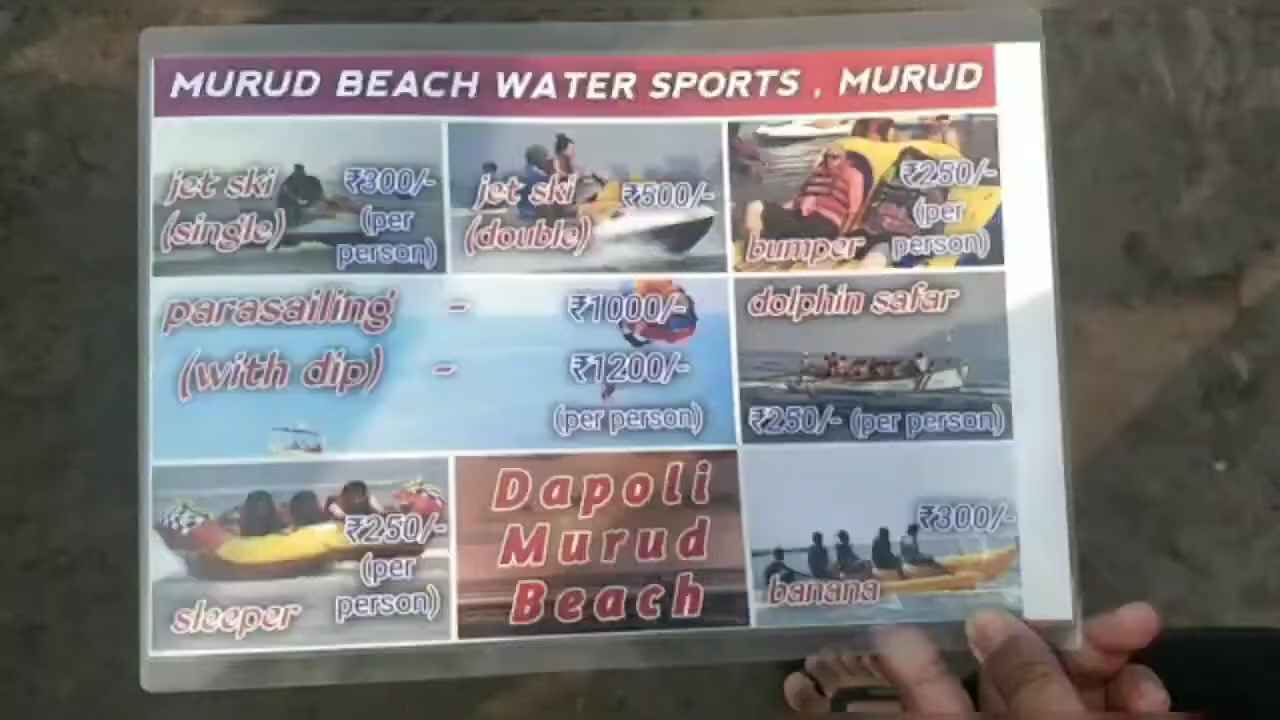 MURUD BEACH WATER SPORTS , MURUD
jet ski
(single)
₹300/-
(per
person)
jet ski
(double)
₹500/-
bumper
₹250/-
(per
person)
parasailing - ₹1000/-
(with dip) - ₹1200/-
(per person)
dolphin safar
₹250/- (per person)
sleeper
₹250/-
(per
person)
Dapoli
Murud
Beach
banana
₹300/-